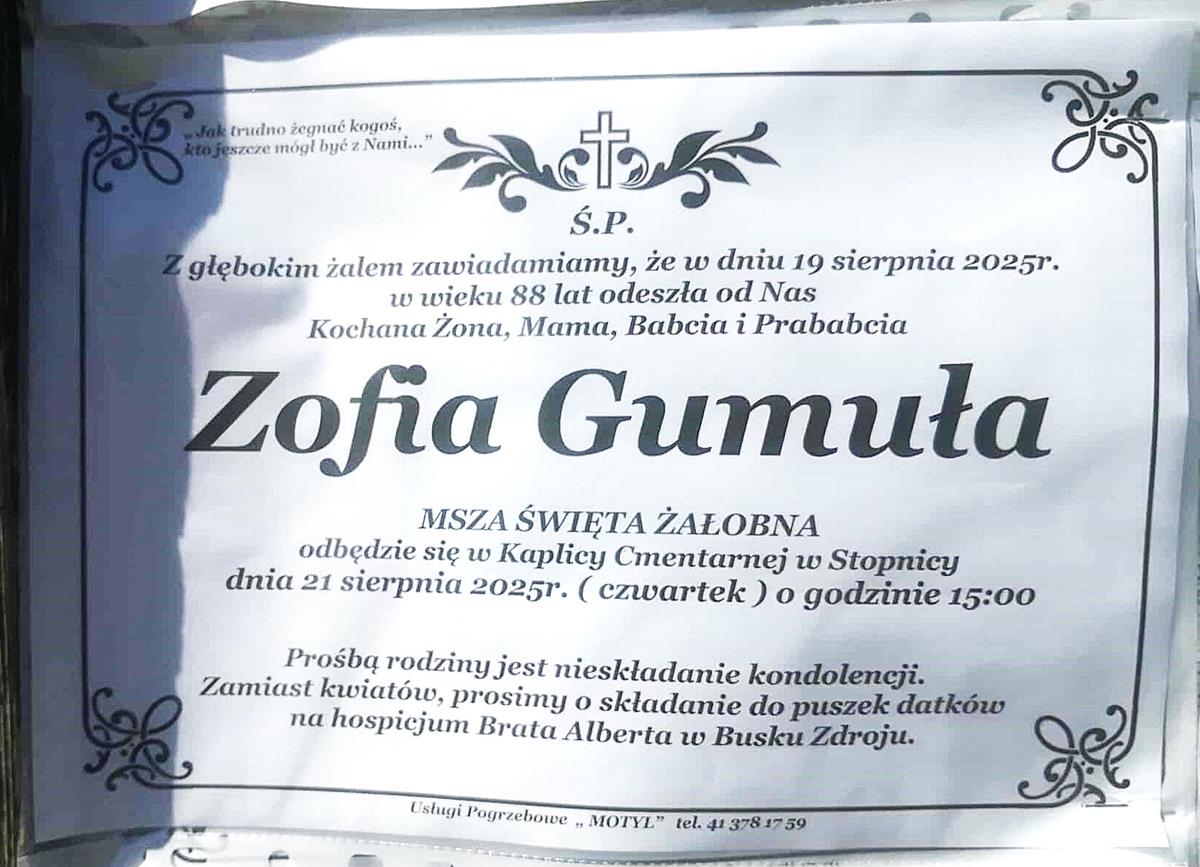 „Jak trudno żegnać kogoś,
kto jeszcze mógł być z Nami...”
Ś.P.
Z głębokim żalem zawiadamiamy, że w dniu 19 sierpnia 2025r.
w wieku 88 lat odeszła od Nas
Kochana Żona, Mama, Babcia i Prababcia
Zofia Gumuła
MSZA ŚWIĘTA ŻAŁOBNA
odbędzie się w Kaplicy Cmentarnej w Stopnicy
dnia 21 sierpnia 2025r. ( czwartek ) o godzinie 15:00
Prośbą rodziny jest nieskładanie kondolencji.
Zamiast kwiatów, prosimy o składanie do puszek datków
na hospicjum Brata Alberta w Busku Zdroju.
Usługi Pogrzebowe „ MOTYL” tel. 41 378 17 59